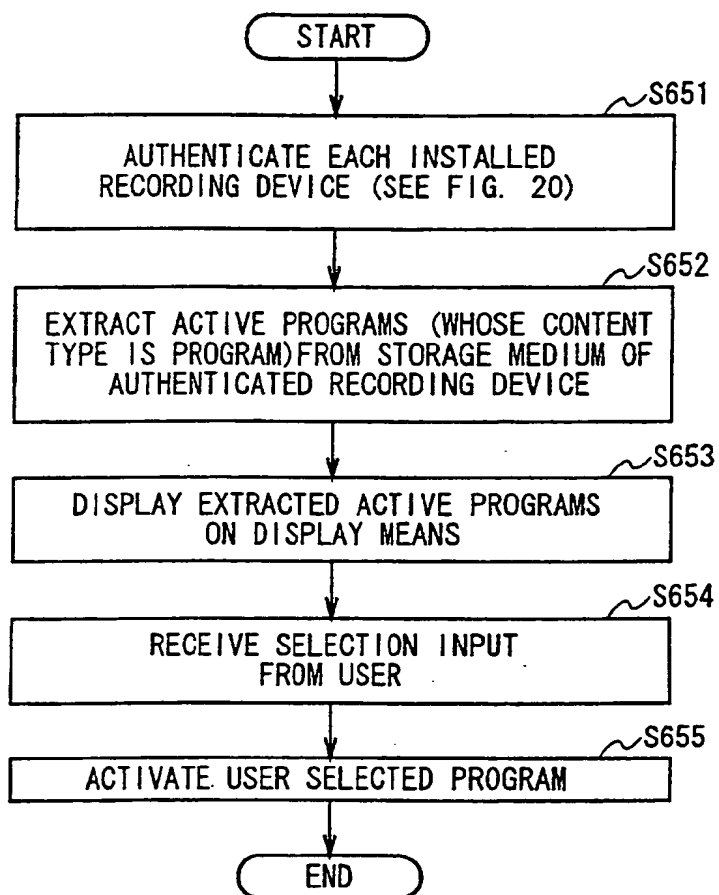 START
S651
AUTHENTICATE EACH INSTALLED
RECORDING DEVICE (SEE FIG. 20)
S652
EXTRACT ACTIVE PROGRAMS (WHOSE CONTENT
TYPE IS PROGRAM)FROM STORAGE MEDIUM OF
AUTHENTICATED RECORDING DEVICE
S653
DISPLAY EXTRACTED ACTIVE PROGRAMS
ON DISPLAY MEANS
S654
RECEIVE SELECTION INPUT
FROM USER
S655
ACTIVATE USER SELECTED PROGRAM
END